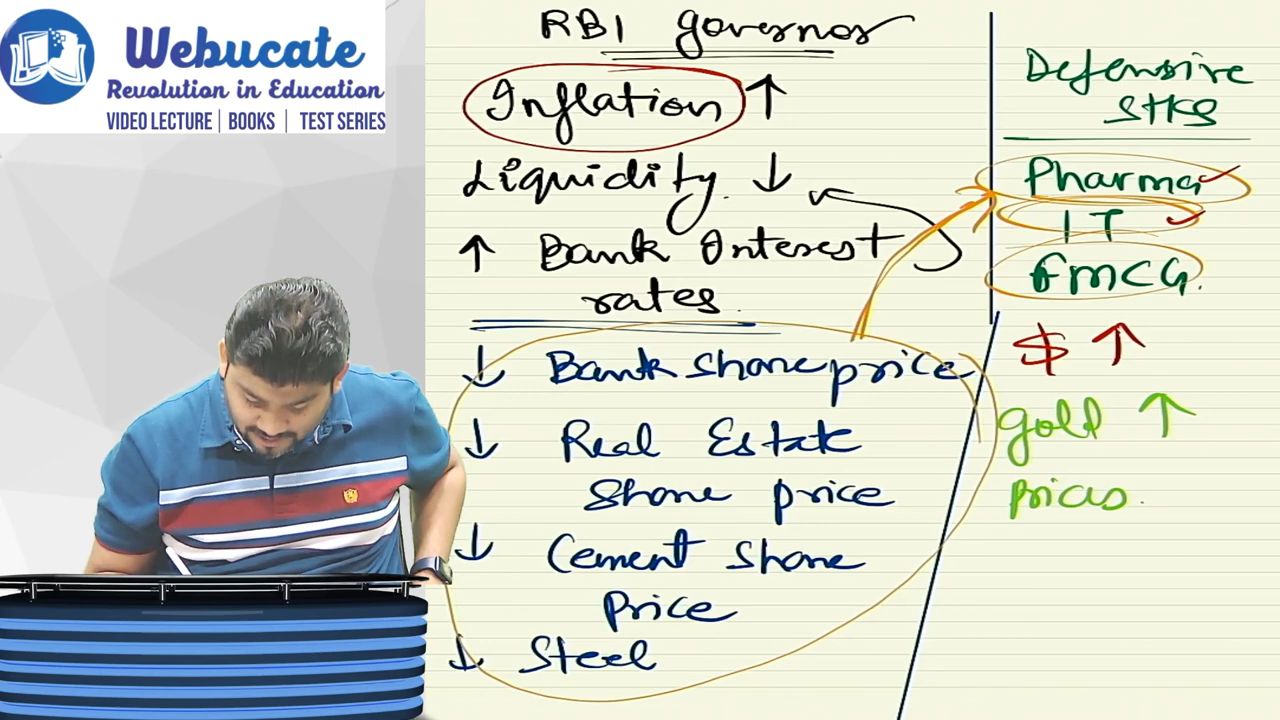 Webucate
Revolution in Education
VIDEO LECTURE | BOOKS | TEST SERIES
RBI governor
Inflation ↑
Liquidity. ↓
↑ Bank Interest
rates.
↓ Bank share price
↓ Real Estate
share price
↓ Cement share
Price
↓ Steel
Defensive
Stks
Pharma
IT
FMCG.
$ ↑
Gold ↑
prices.